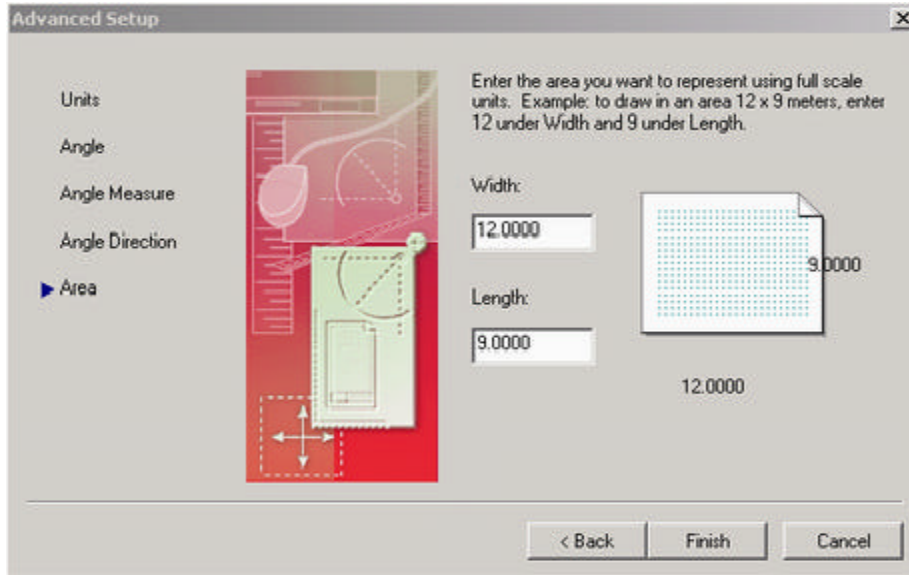 Advanced Setup
Units
Angle
Angle Measure
Angle Direction
Area
Enter the area you want to represent using full scale
units. Example: to draw in an area 12 x 9 meters, enter
12 under Width and 9 under Length.
Width:
12.0000
Length:
9.0000
9.0000
12.0000
< Back
Finish
Cancel